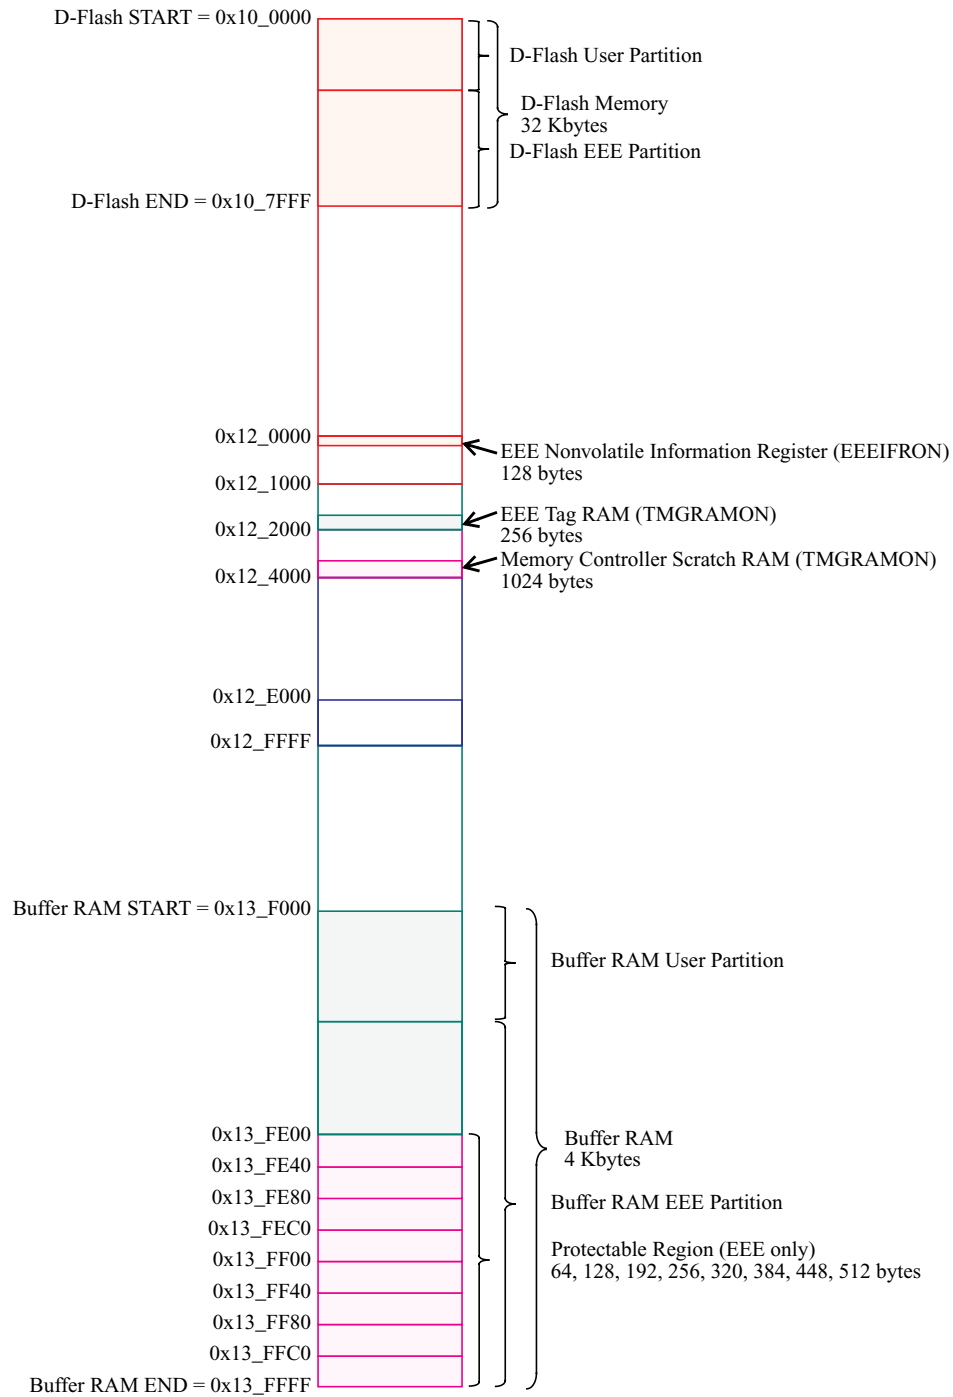 D-Flash START = 0x10_0000
D-Flash User Partition
D-Flash Memory
32 Kbytes
D-Flash EEE Partition
D-Flash END = 0x10_7FFF
0x12_0000
EEE Nonvolatile Information Register (EEEIFRON)
128 bytes
0x12_1000
EEE Tag RAM (TMGRAMON)
256 bytes
0x12_2000
Memory Controller Scratch RAM (TMGRAMON)
1024 bytes
0x12_4000
0x12_E000
0x12_FFFF
Buffer RAM START = 0x13_F000
Buffer RAM User Partition
0x13_FE00
Buffer RAM
4 Kbytes
0x13_FE40
0x13_FE80
Buffer RAM EEE Partition
0x13_FEC0
0x13_FF00
Protectable Region (EEE only)
64, 128, 192, 256, 320, 384, 448, 512 bytes
0x13_FF40
0x13_FF80
0x13_FFC0
Buffer RAM END = 0x13_FFFF